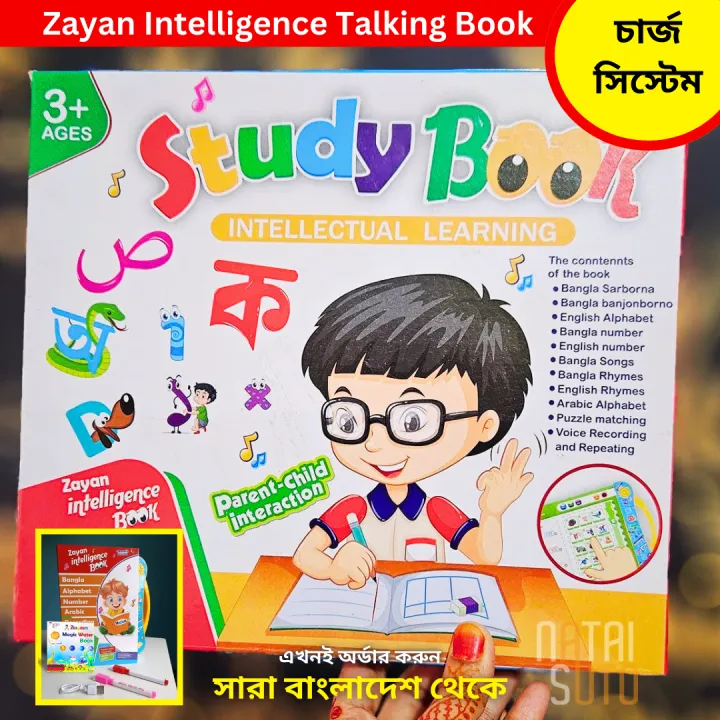 Zayan Intelligence Talking Book
চার্জ
সিস্টেম
3+
AGES
Study Book
INTELLECTUAL LEARNING
ص
ক
অ
The conntennts
of the book
Bangla Sarborna
Bangla banjonborno
English Alphabet
Bangla number
English number
Bangla Songs
Bangla Rhymes
English Rhymes
Arabic Alphabet
Puzzle matching
Voice Recording
and Repeating
Parent-Child
interaction
Zayan
intelligence
BOOK
Zayan
intelligence
BOOK
Bangla
Alphabet
Number
Arabic
Magic Water
Book
এখনই অর্ডার করুন
সারা বাংলাদেশ থেকে
NATAI
SUTO